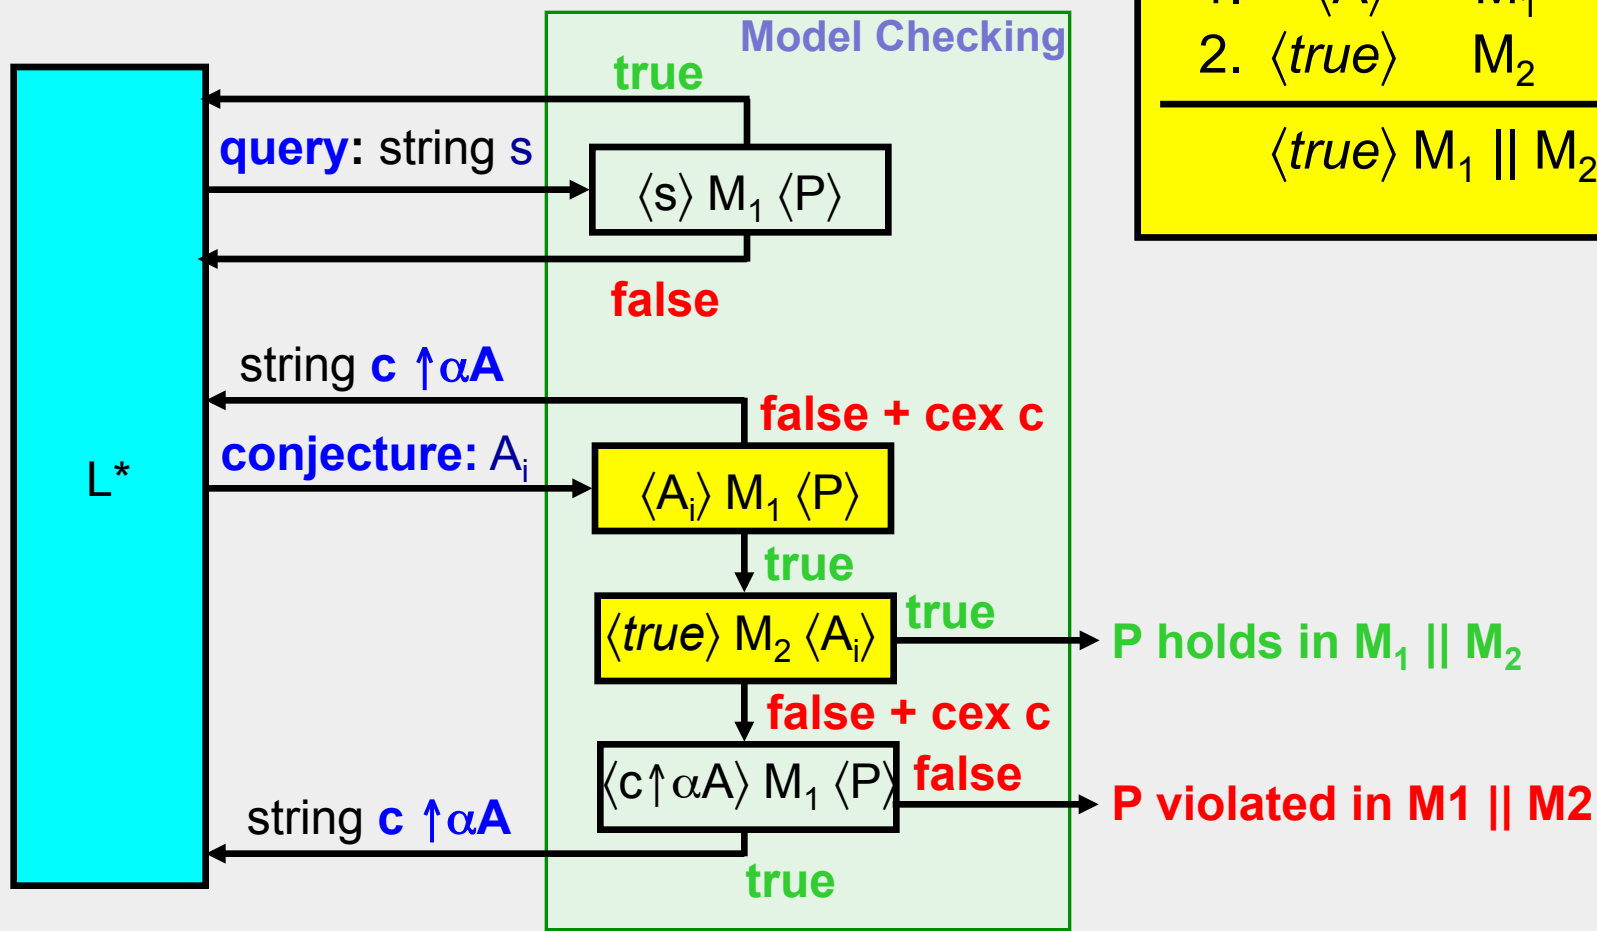 Model Checking
1. ⟨A⟩ M₁
2. ⟨true⟩ M₂
⟨true⟩ M₁ || M₂
true
query: string s
⟨s⟩ M₁ ⟨P⟩
false
string c ↑αA
false + cex c
conjecture: Aᵢ
L*
⟨Aᵢ⟩ M₁ ⟨P⟩
true
⟨true⟩ M₂ ⟨Aᵢ⟩
true
P holds in M₁ || M₂
false + cex c
⟨c↑αA⟩ M₁ ⟨P⟩
false
P violated in M1 || M2
string c ↑αA
true